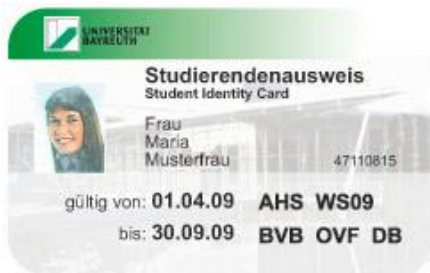 UNIVERSITÄT
BAYREUTH
Studierendenausweis
Student Identity Card
Frau
Maria
Musterfrau 47110815
gültig von: 01.04.09 AHS WS09
bis: 30.09.09 BVB OVF DB